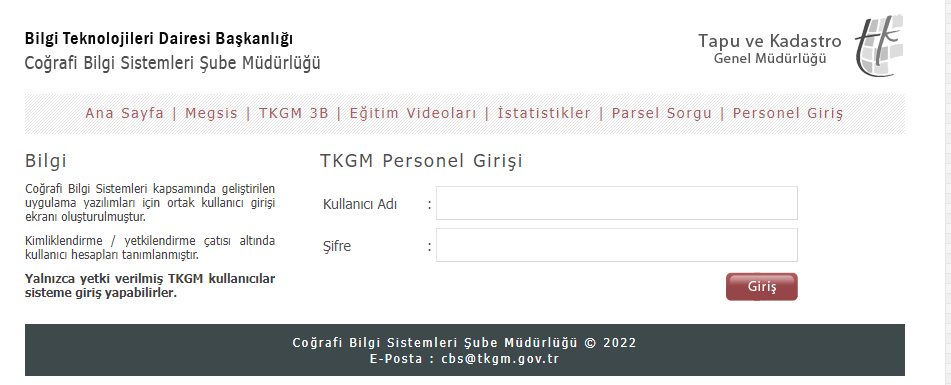 Bilgi Teknolojileri Dairesi Başkanlığı
Coğrafi Bilgi Sistemleri Şube Müdürlüğü
Tapu ve Kadastro
Genel Müdürlüğü
tk
Ana Sayfa | Megsis | TKGM 3B | Eğitim Videoları | İstatistikler | Parsel Sorgu | Personel Giriş
Bilgi
Coğrafi Bilgi Sistemleri kapsamında geliştirilen
uygulama yazılımları için ortak kullanıcı girişi
ekranı oluşturulmuştur.
Kimliklendirme / yetkilendirme çatısı altında
kullanıcı hesapları tanımlanmıştır.
Yalnızca yetki verilmiş TKGM kullanıcılar
sisteme giriş yapabilirler.
TKGM Personel Girişi
Kullanıcı Adı :
Şifre :
Giriş
Coğrafi Bilgi Sistemleri Şube Müdürlüğü © 2022
E-Posta : cbs@tkgm.gov.tr